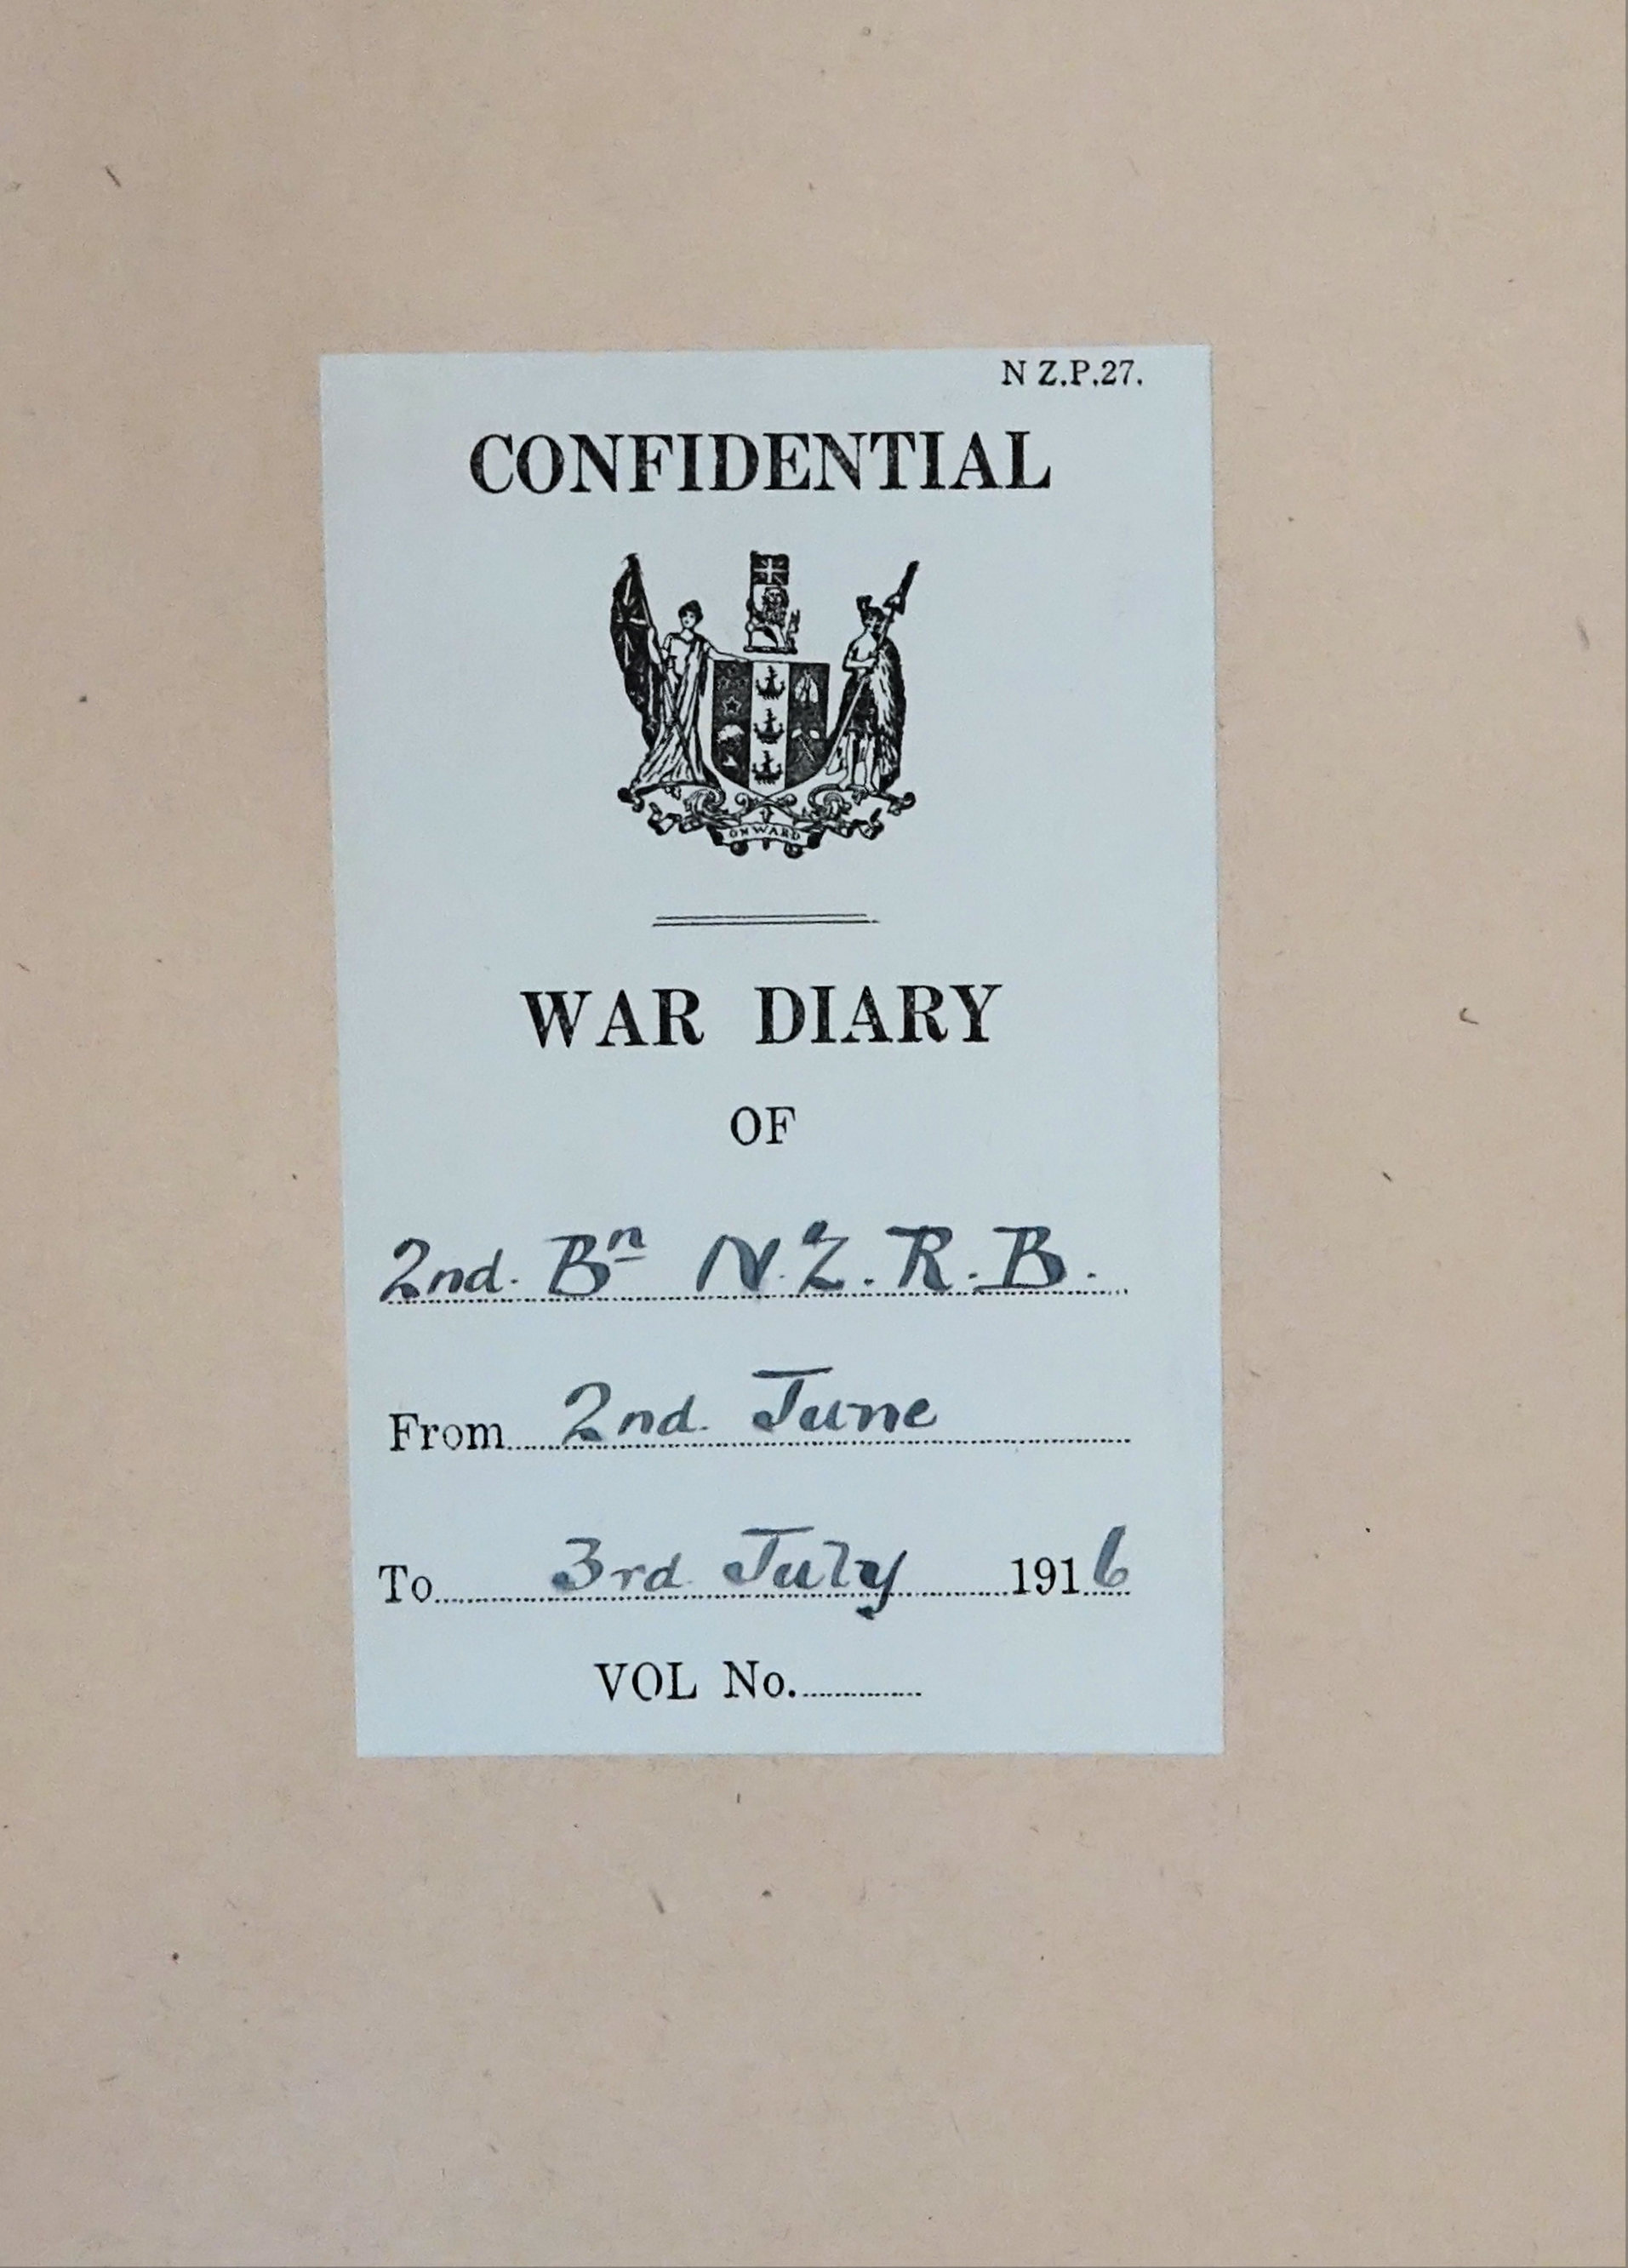 N Z.P.27.
CONFIDENTIAL
ONWARD
WAR DIARY
OF
2nd. Bn N.Z.R.B.
From 2nd. June
To 3rd July 1916
VOL No.